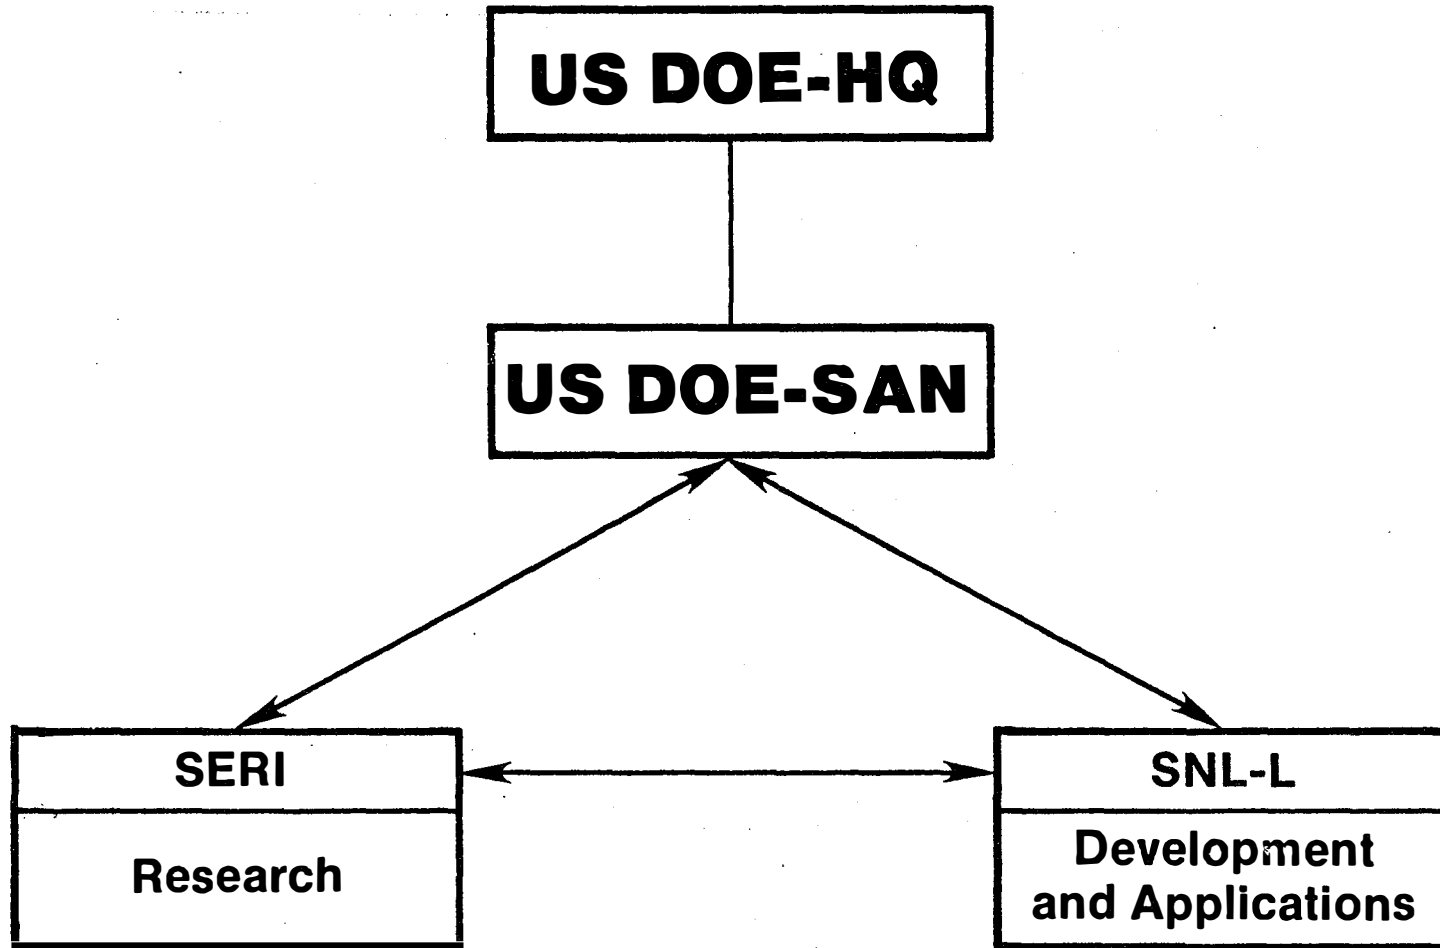 US DOE-HQ
US DOE-SAN
SERI
Research
SNL-L
Development
and Applications